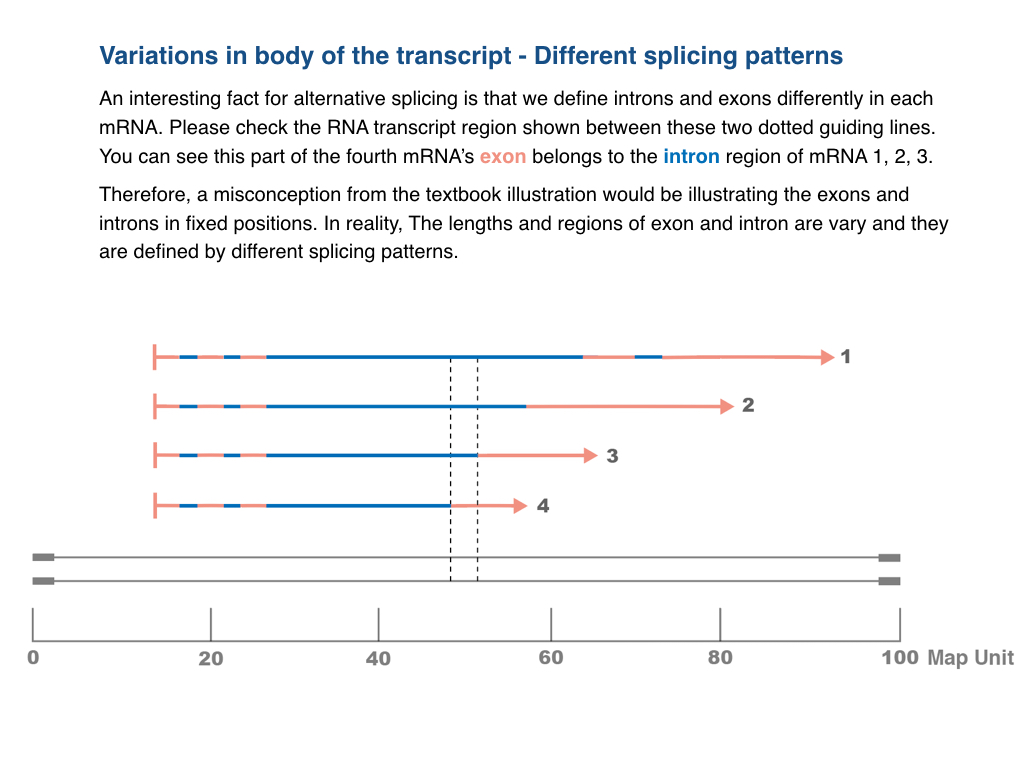 Variations in body of the transcript - Different splicing patterns
An interesting fact for alternative splicing is that we define introns and exons differently in each
mRNA. Please check the RNA transcript region shown between these two dotted guiding lines.
You can see this part of the fourth mRNA’s exon belongs to the intron region of mRNA 1, 2, 3.
Therefore, a misconception from the textbook illustration would be illustrating the exons and
introns in fixed positions. In reality, The lengths and regions of exon and intron are vary and they
are defined by different splicing patterns.
1
2
3
4
0 20 40 60 80 100 Map Unit